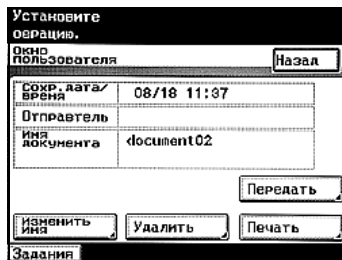 Установите
операцию.
Окно
пользователя
Назад
Сохр.дата/
время
08/18 11:37
Отправтель
Имя
документа
document02
Передать
Изменить
имя
Удалить
Печать
Задания